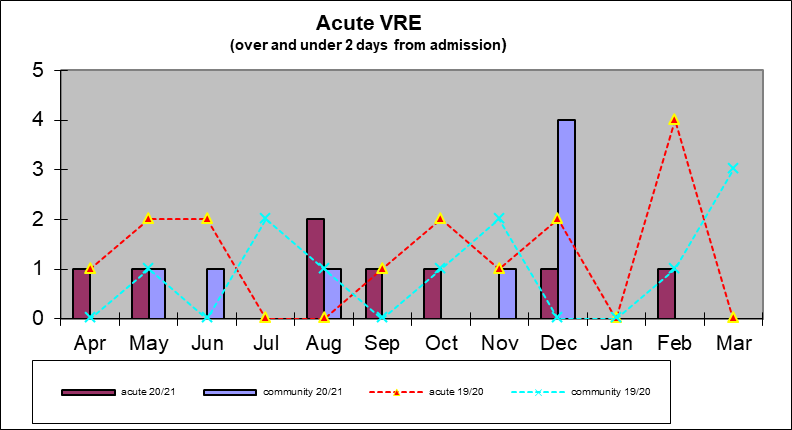 Acute VRE
(over and under 2 days from admission)
5
4
3
2
1
0
Apr May Jun Jul Aug Sep Oct Nov Dec Jan Feb Mar
acute 20/21 community 20/21 acute 19/20 community 19/20